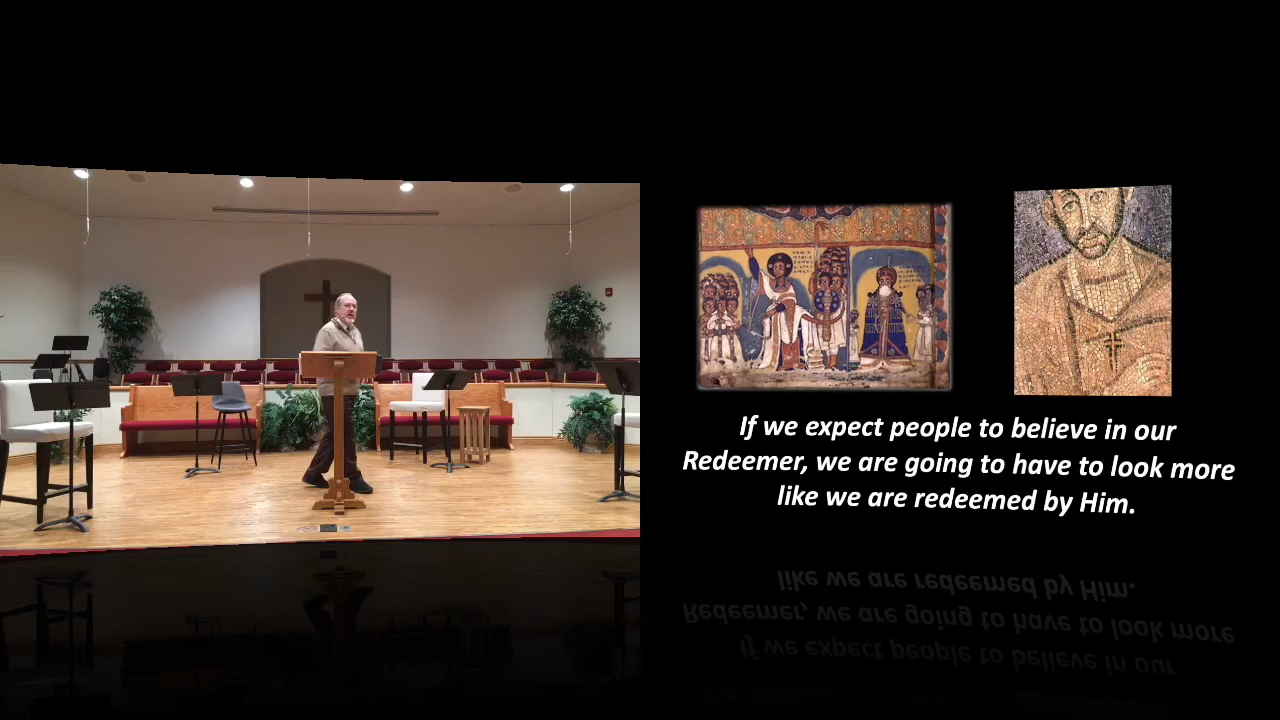 If we expect people to believe in our
Redeemer, we are going to have to look more
like we are redeemed by Him.